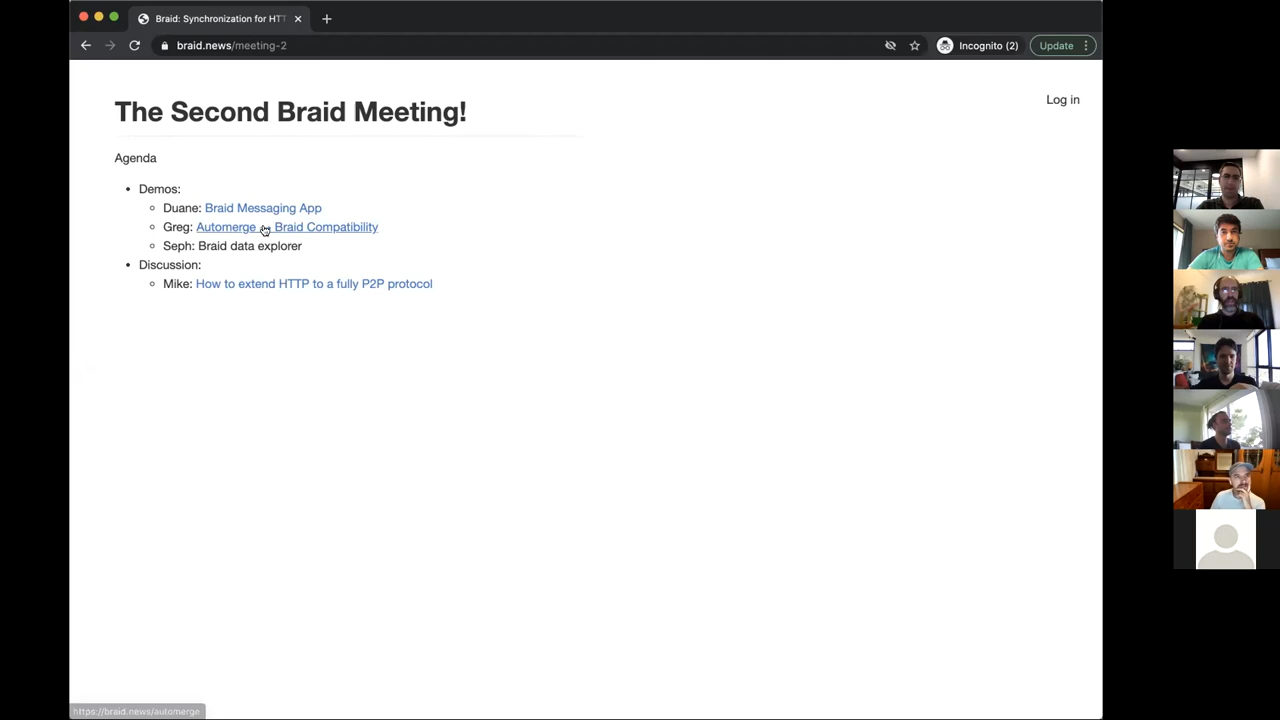 Braid: Synchronization for HTT
braid.news/meeting-2
Incognito (2)
Update
The Second Braid Meeting!
Log in
Agenda
Demos:
Duane: Braid Messaging App
Greg: Automerge Braid Compatibility
Seph: Braid data explorer
Discussion:
Mike: How to extend HTTP to a fully P2P protocol
https://braid.news/automerge